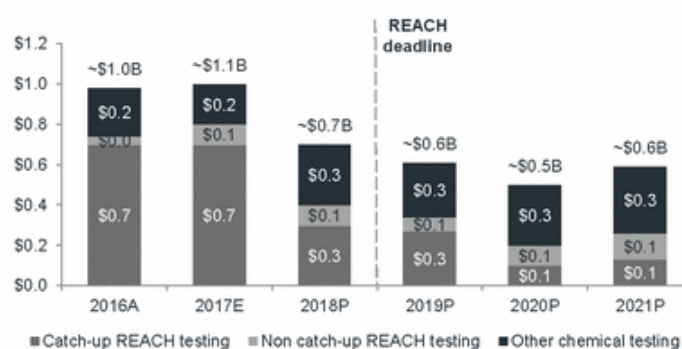 REACH
deadline
$1.2
$1.0
$0.8
$0.6
$0.4
$0.2
$0.0
~$1.0B
$0.2
$0.0
$0.7
~$1.1B
$0.2
$0.1
$0.7
~$0.7B
$0.3
$0.1
$0.3
~$0.6B
$0.3
$0.1
$0.3
~$0.5B
$0.3
$0.1
$0.1
~$0.6B
$0.3
$0.1
$0.1
2016A 2017E 2018P 2019P 2020P 2021P
Catch-up REACH testing Non catch-up REACH testing Other chemical testing